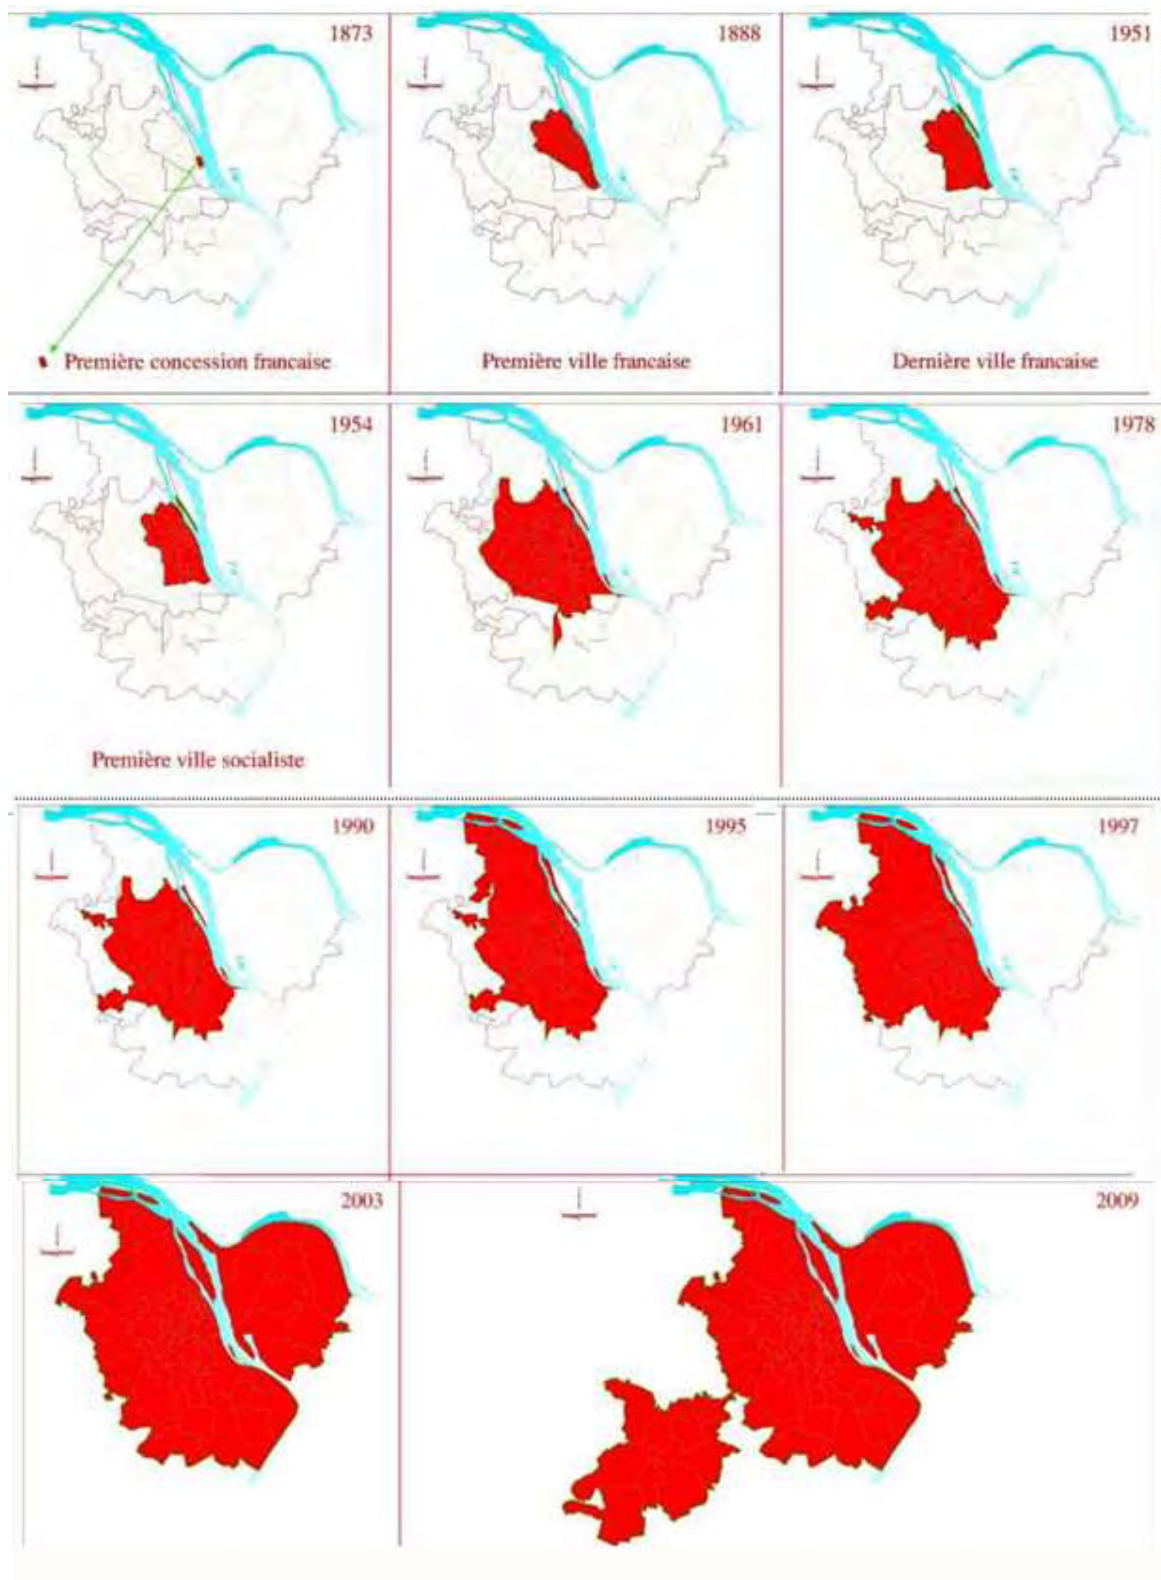 1873
1888
1951
Première concession francaise
Première ville francaise
Dernière ville francaise
1954
1961
1978
Première ville socialiste
1990
1995
1997
2003
2009